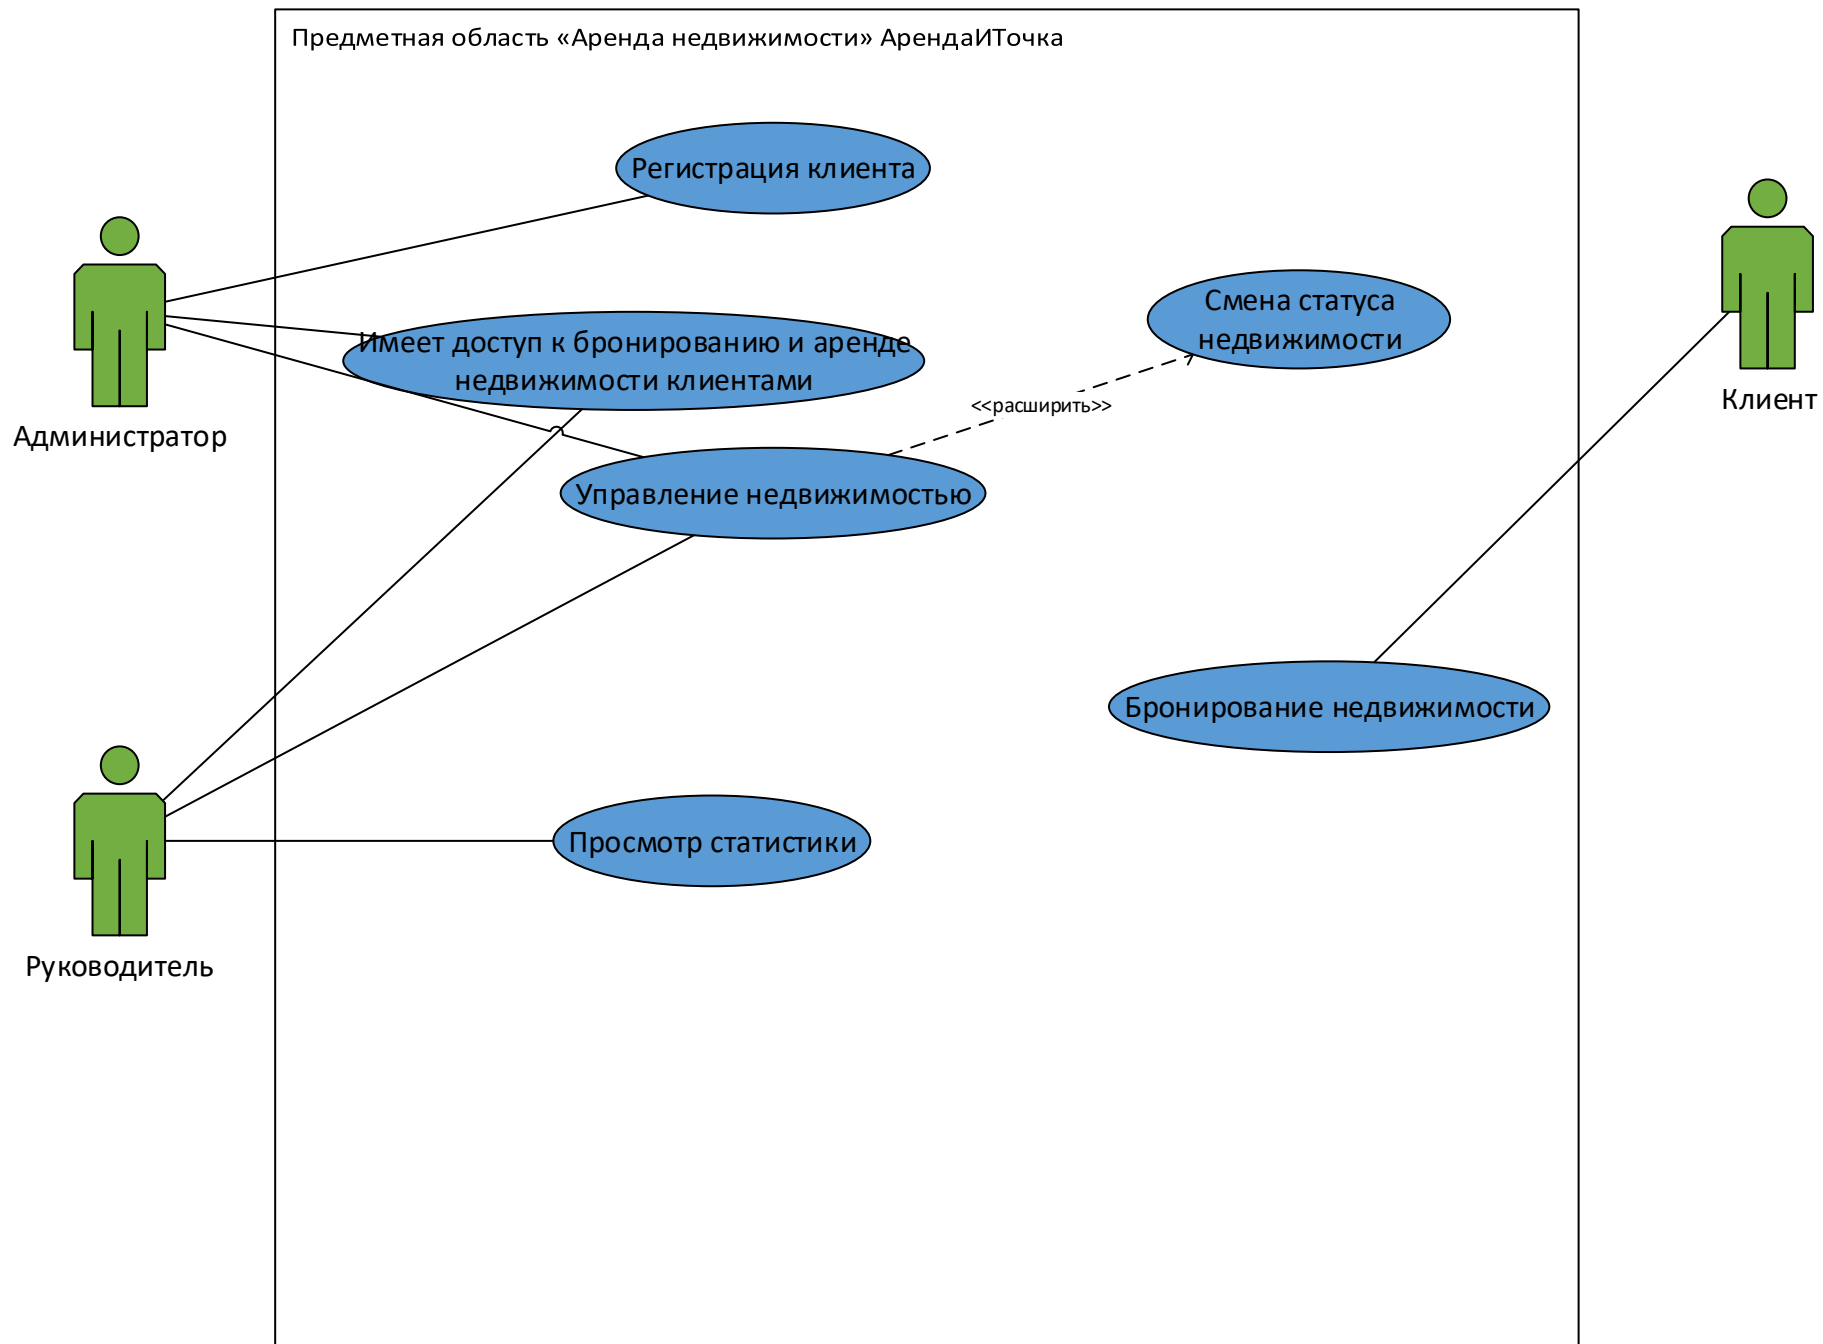 Предметная область «Аренда недвижимости» АрендаИТочка
Регистрация клиента
Смена статуса
недвижимости
Имеет доступ к бронированию и аренде
недвижимости клиентами
<<расширить>>
Клиент
Администратор
Управление недвижимостью
Бронирование недвижимости
Просмотр статистики
Руководитель